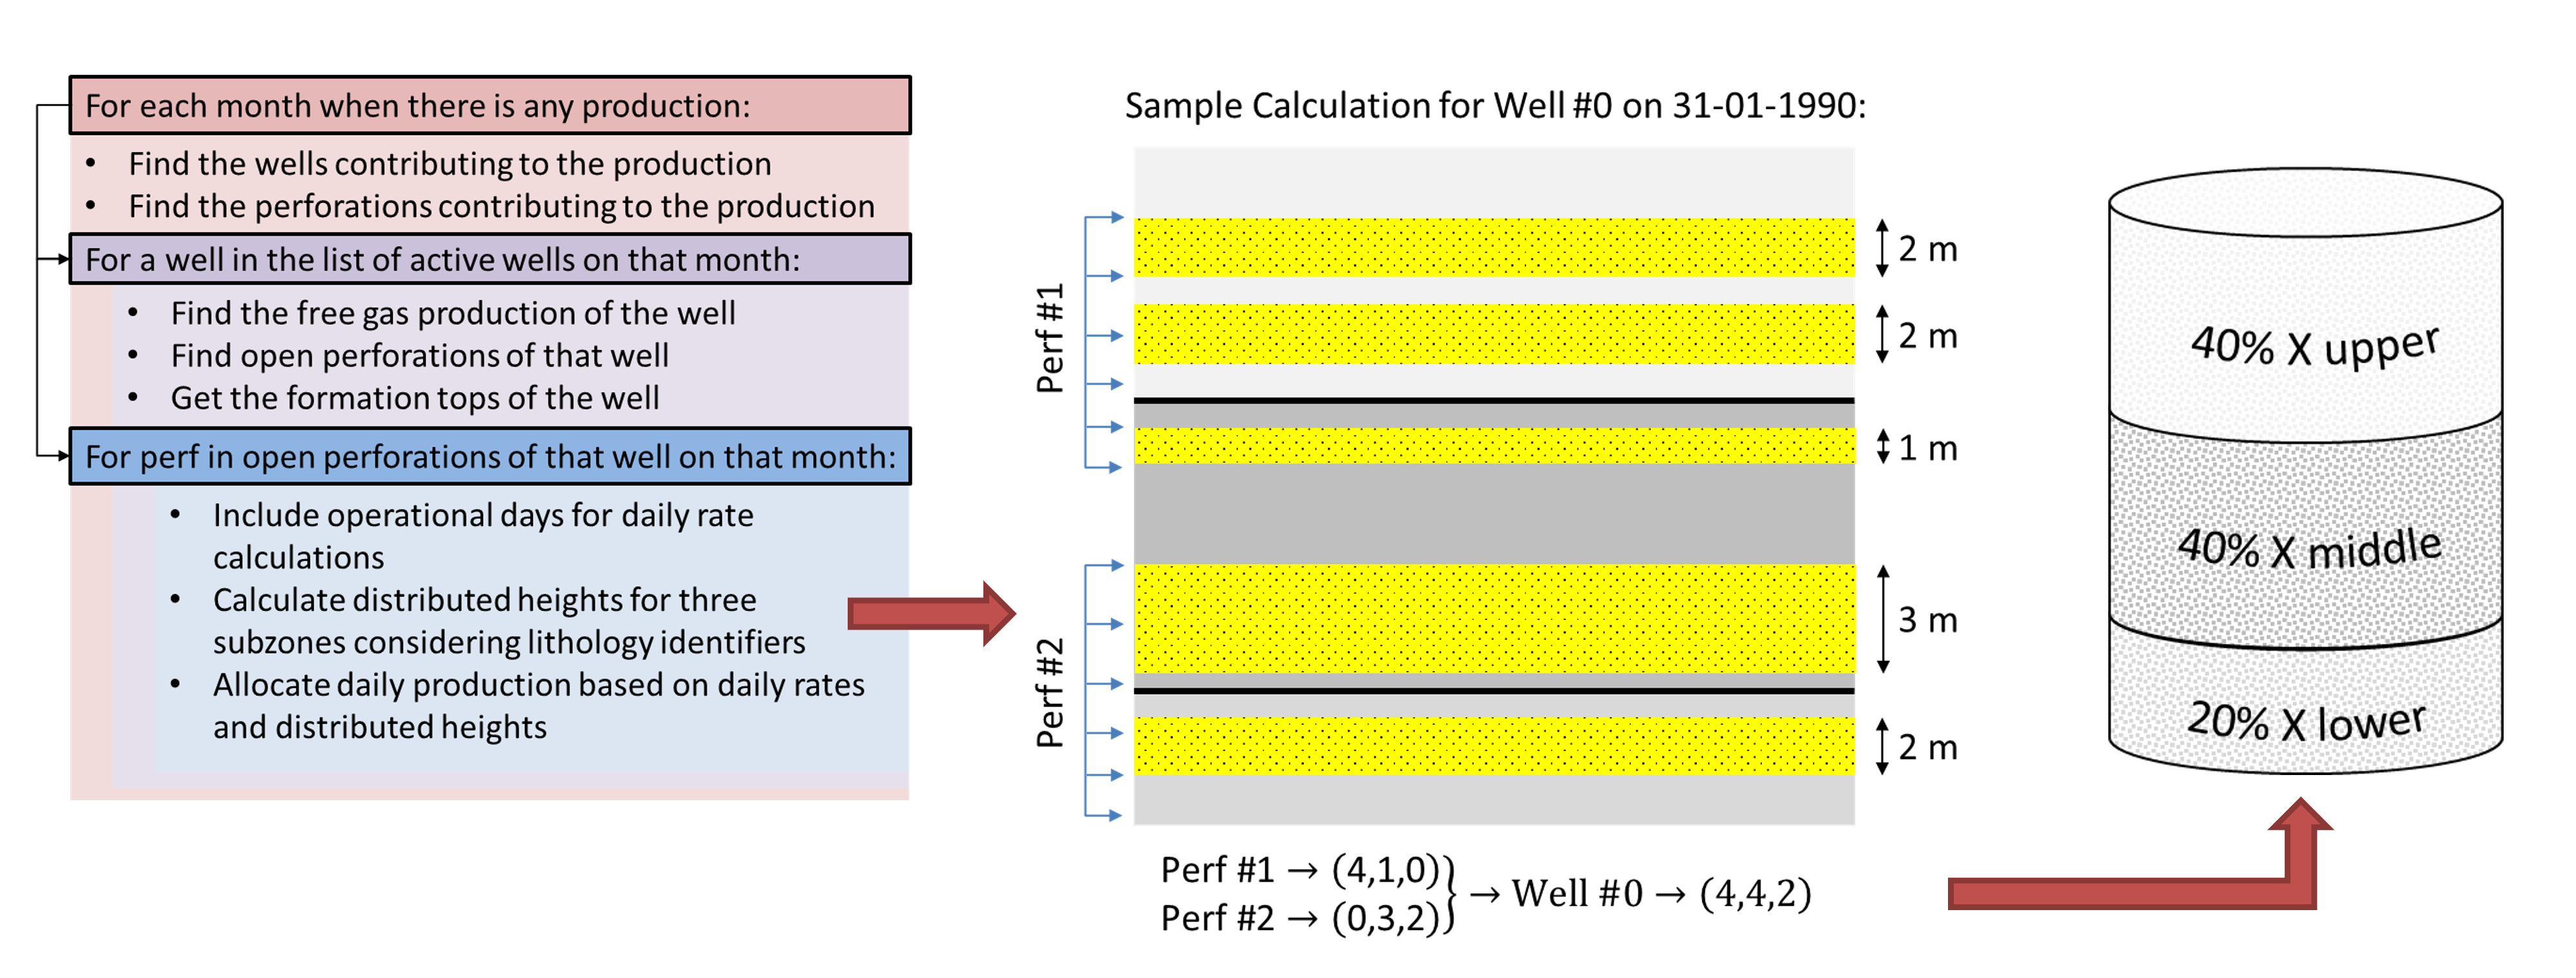 For each month when there is any production:
• Find the wells contributing to the production
• Find the perforations contributing to the production
For a well in the list of active wells on that month:
• Find the free gas production of the well
• Find open perforations of that well
• Get the formation tops of the well
For perf in open perforations of that well on that month:
• Include operational days for daily rate
calculations
• Calculate distributed heights for three
subzones considering lithology identifiers
• Allocate daily production based on daily rates
and distributed heights
Sample Calculation for Well #0 on 31-01-1990:
Perf #1
Perf #2
2 m
2 m
1 m
3 m
2 m
Perf #1 → (4,1,0)
Perf #2 → (0,3,2)
} → Well #0 → (4,4,2)
40% X upper
40% X middle
20% X lower